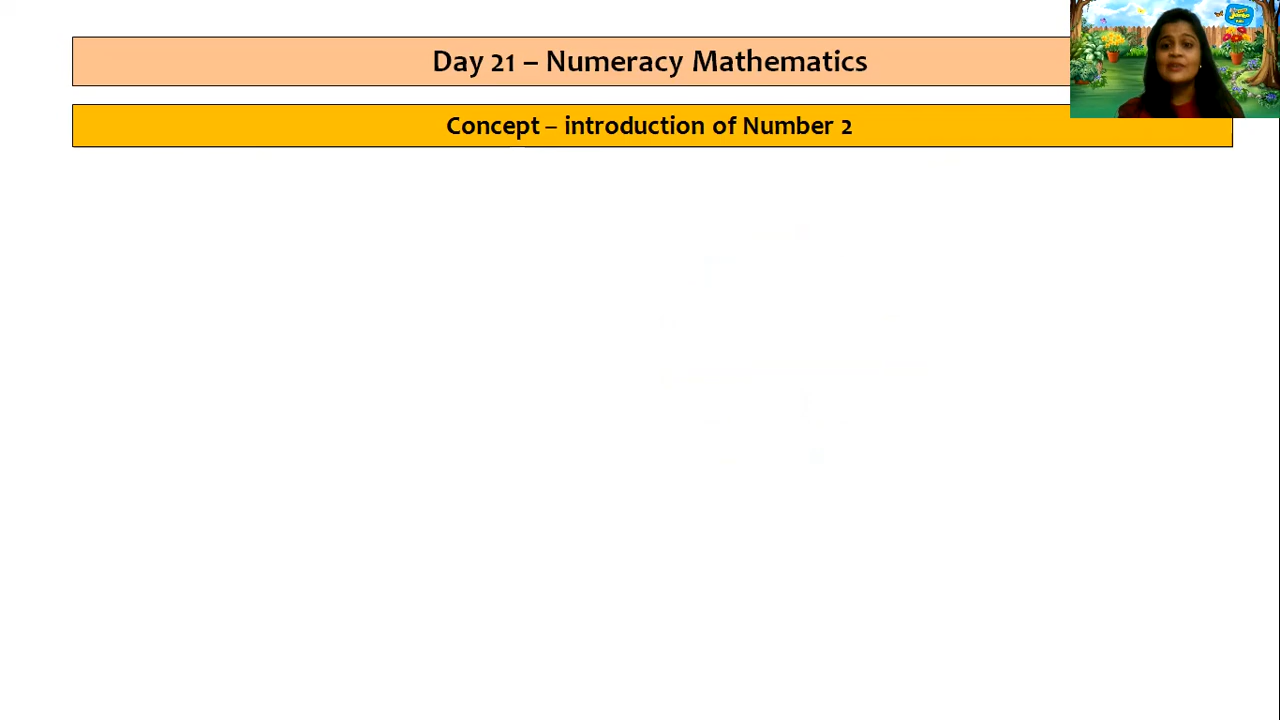 Day 21 – Numeracy Mathematics
Concept – introduction of Number 2